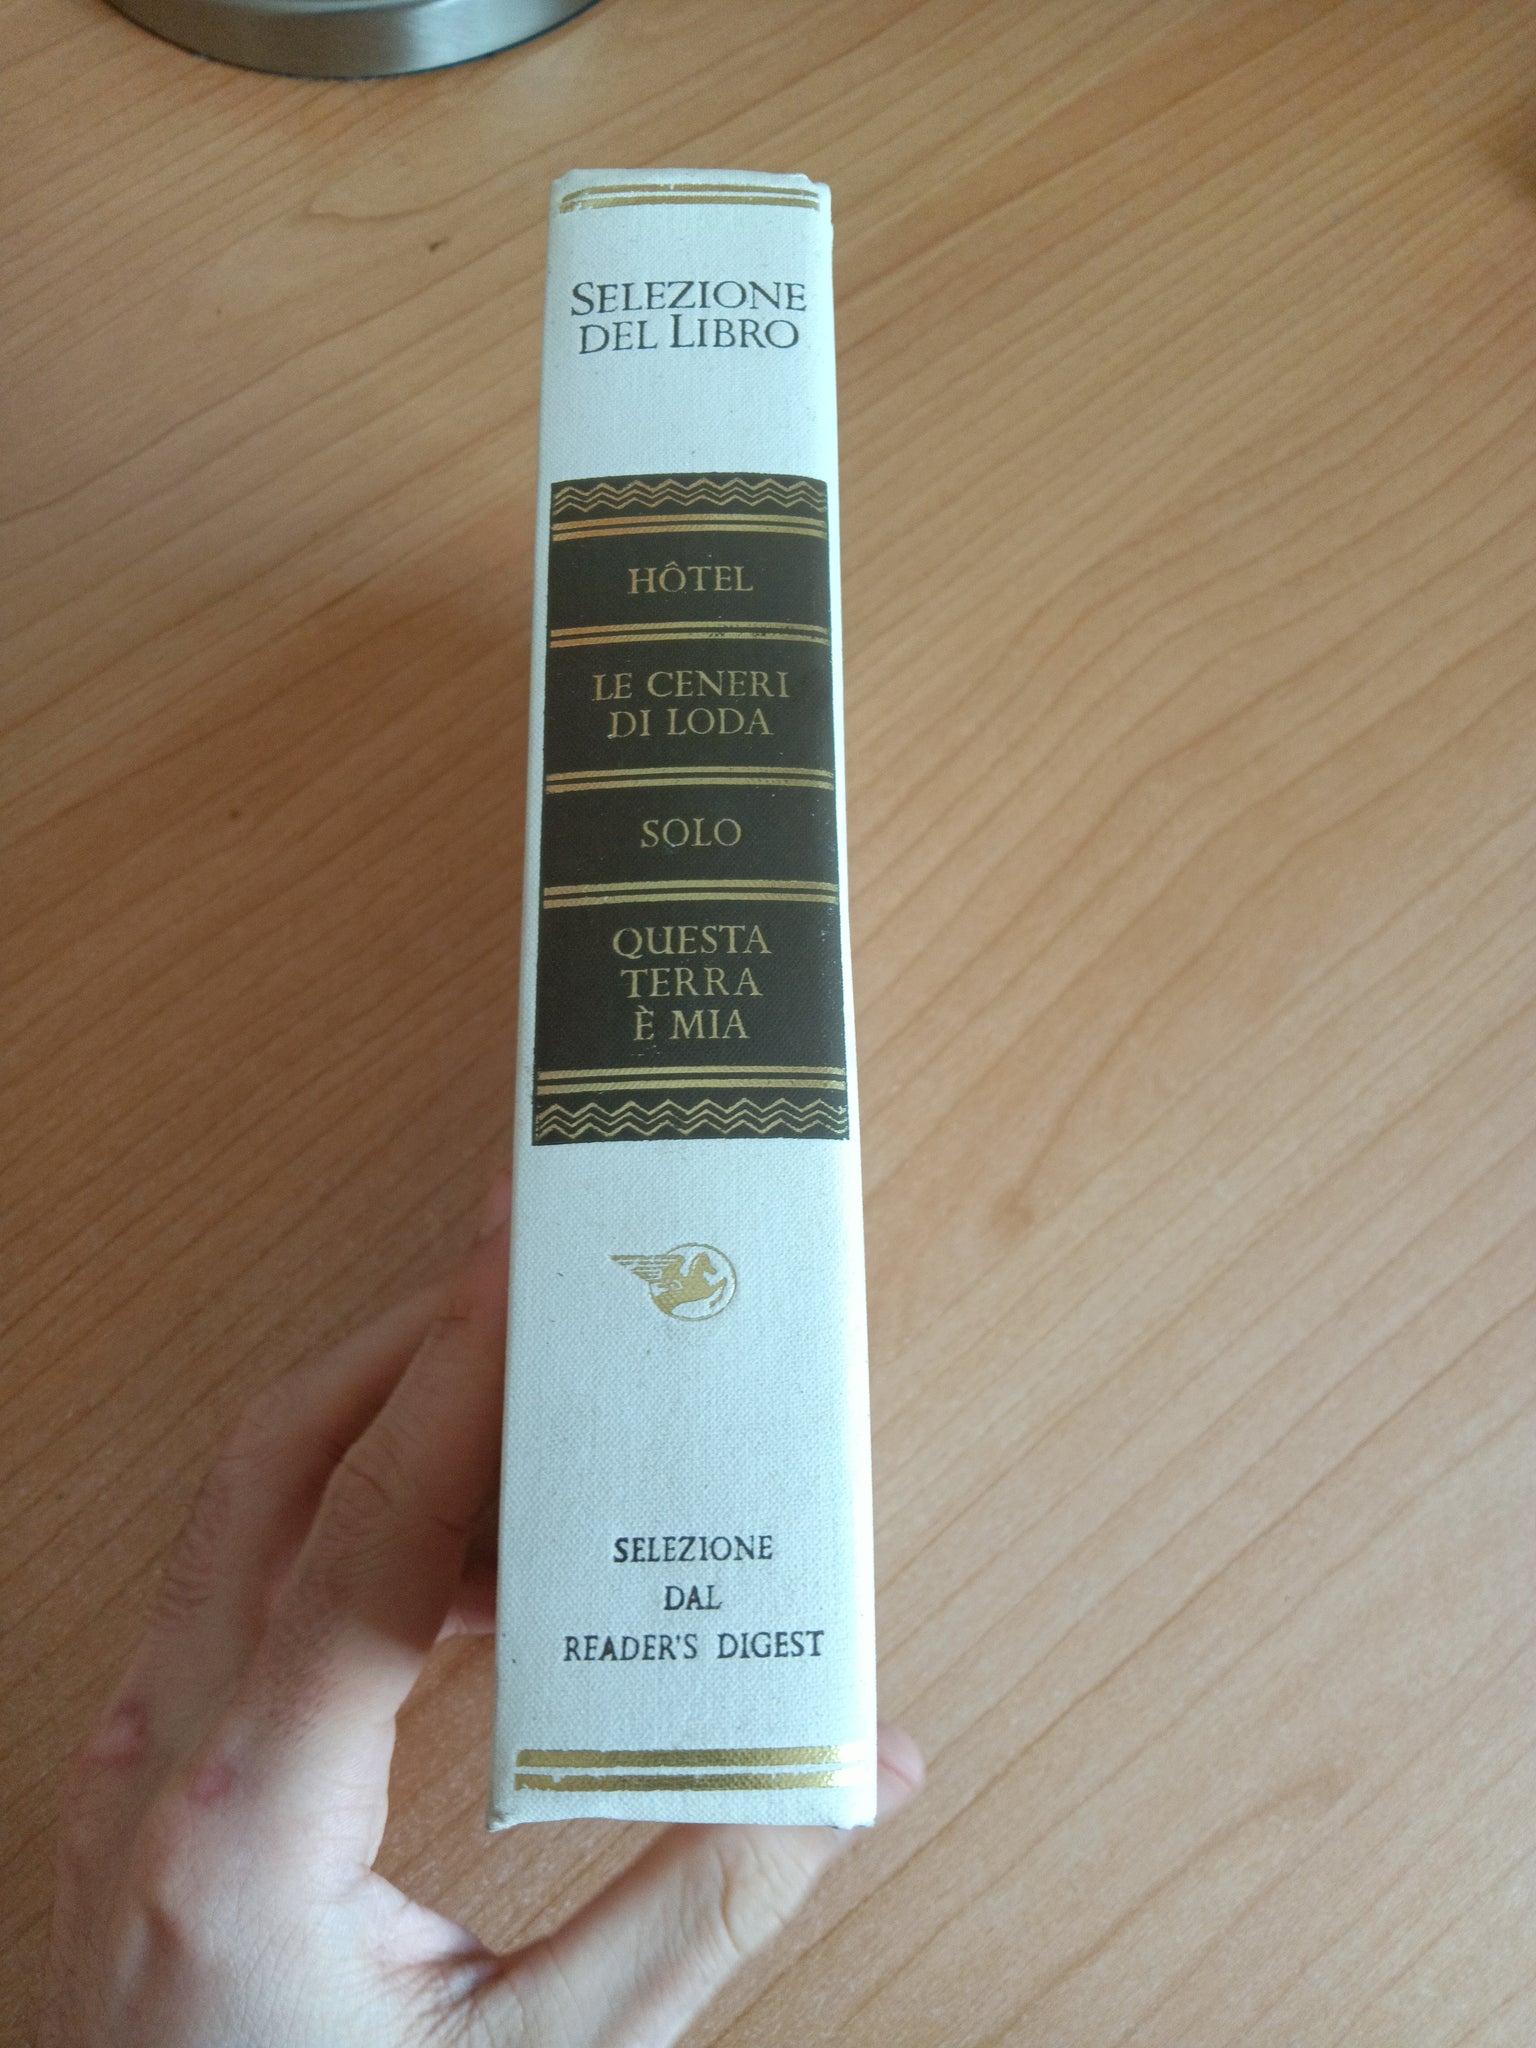 SELEZIONE
DEL LIBRO
HÔTEL
LE CENERI
DI LODA
SOLO
QUESTA
TERRA
È MIA
SELEZIONE
DAL
READER'S DIGEST